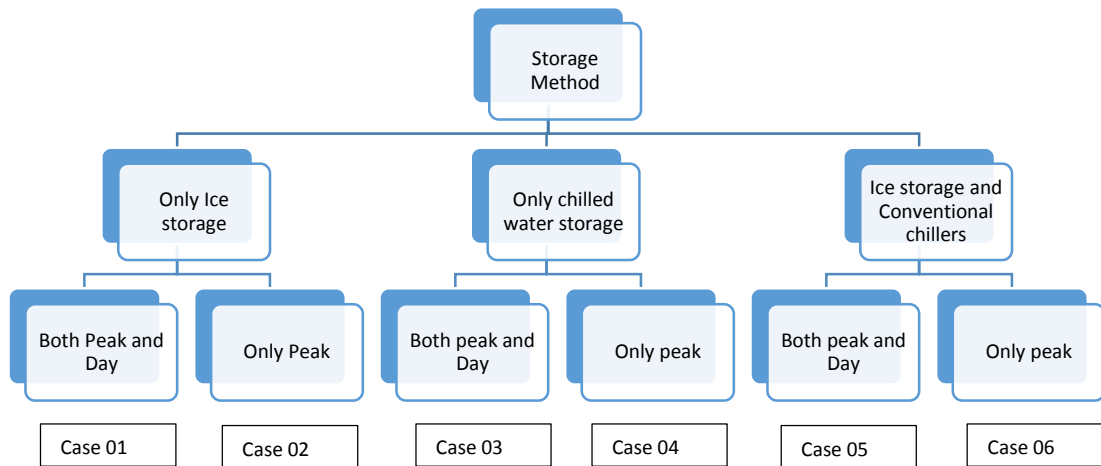 Storage
Method
Only Ice
storage
Only chilled
water storage
Ice storage and
Conventional
chillers
Both Peak and
Day
Only Peak
Both peak and
Day
Only peak
Both peak and
Day
Only peak
Case 01
Case 02
Case 03
Case 04
Case 05
Case 06